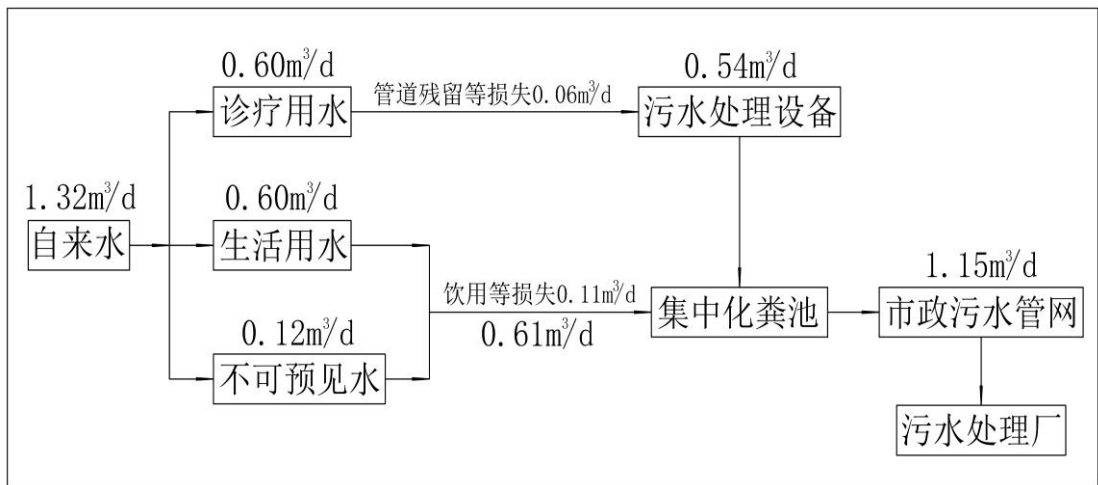 0.60m³/d
诊疗用水
管道残留等损失0.06m³/d
0.54m³/d
污水处理设备
1.32m³/d
自来水
0.60m³/d
生活用水
0.12m³/d
不可预见水
饮用等损失0.11m³/d
0.61m³/d
集中化粪池
1.15m³/d
市政污水管网
污水处理厂